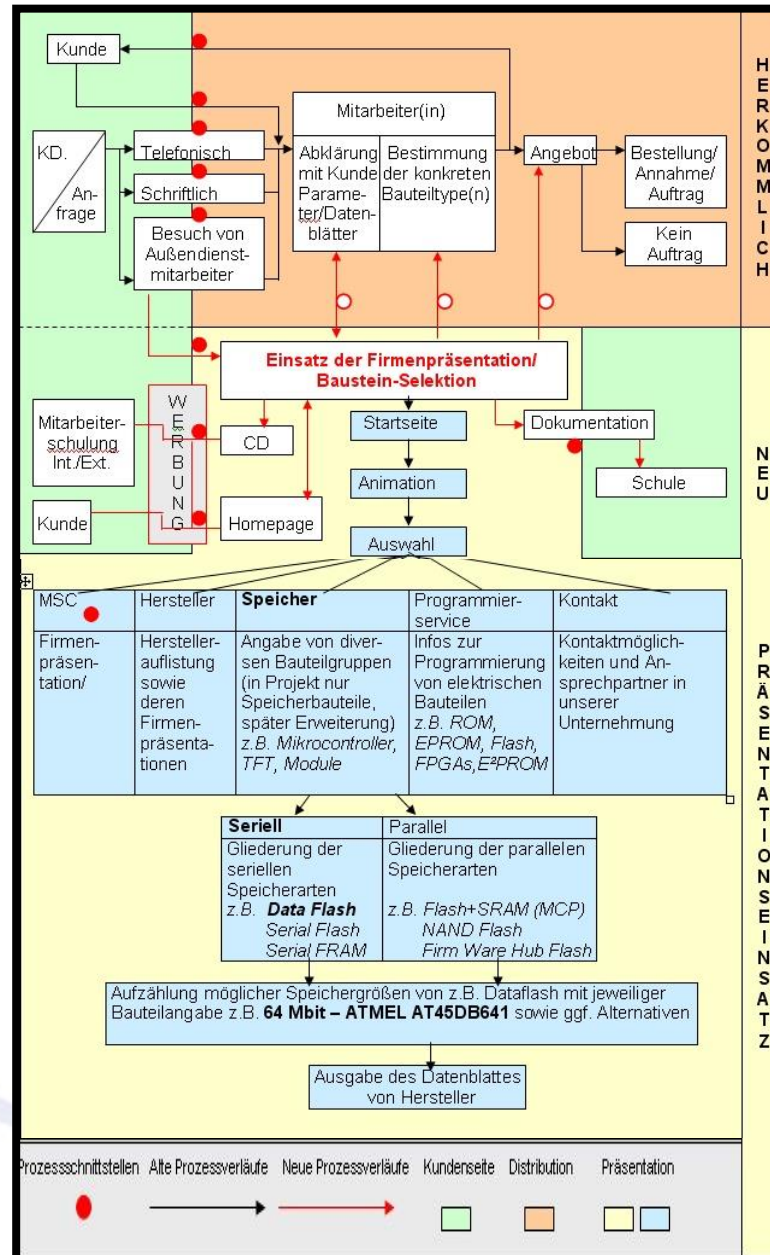 Kunde
KD.
An-
frage
Telefonisch
Schriftlich
Besuch von
Außendienst-
mitarbeiter
Mitarbeiter(in)
Abklärung
mit Kunde
Parameter/Daten-
blätter
Bestimmung
der konkreten
Bauteiltype(n)
Angebot
Bestellung/
Annahme/
Auftrag
Kein
Auftrag
HERKÖMMLICH
Einsatz der Firmenpräsentation/
Baustein-Selektion
Mitarbeiter-
schulung
Int./Ext.
Kunde
WERBUNG
CD
Homepage
Startseite
Animation
Auswahl
Dokumentation
Schule
NEU
MSC
Firmen-
präsen-
tation/
Hersteller
Hersteller-
auflistung
sowie
deren
Firmen-
präsenta-
tionen
Speicher
Angabe von diver-
sen Bauteilgruppen
(in Projekt nur
Speicherbauteile,
später Erweiterung)
z.B. Mikrocontroller,
TFT, Module
Programmier-
service
Infos zur
Programmierung
von elektrischen
Bauteilen
z.B. ROM,
EPROM, Flash,
FPGAs,E²PROM
Kontakt
Kontaktmöglich-
keiten und An-
sprechpartner in
unserer
Unternehmung
Seriell
Gliederung der
seriellen
Speicherarten
z.B. Data Flash
Serial Flash
Serial FRAM
Parallel
Gliederung der parallelen
Speicherarten
z.B. Flash+SRAM (MCP)
NAND Flash
Firm Ware Hub Flash
Aufzählung möglicher Speichergrößen von z.B. Dataflash mit jeweiliger
Bauteilangabe z.B. 64 Mbit – ATMEL AT45DB641 sowie ggf. Alternativen
Ausgabe des Datenblattes
von Hersteller
PRÄSENTATIONSEINSATZ
Prozessschnittstellen
Alte Prozessverläufe
Neue Prozessverläufe
Kundenseite
Distribution
Präsentation